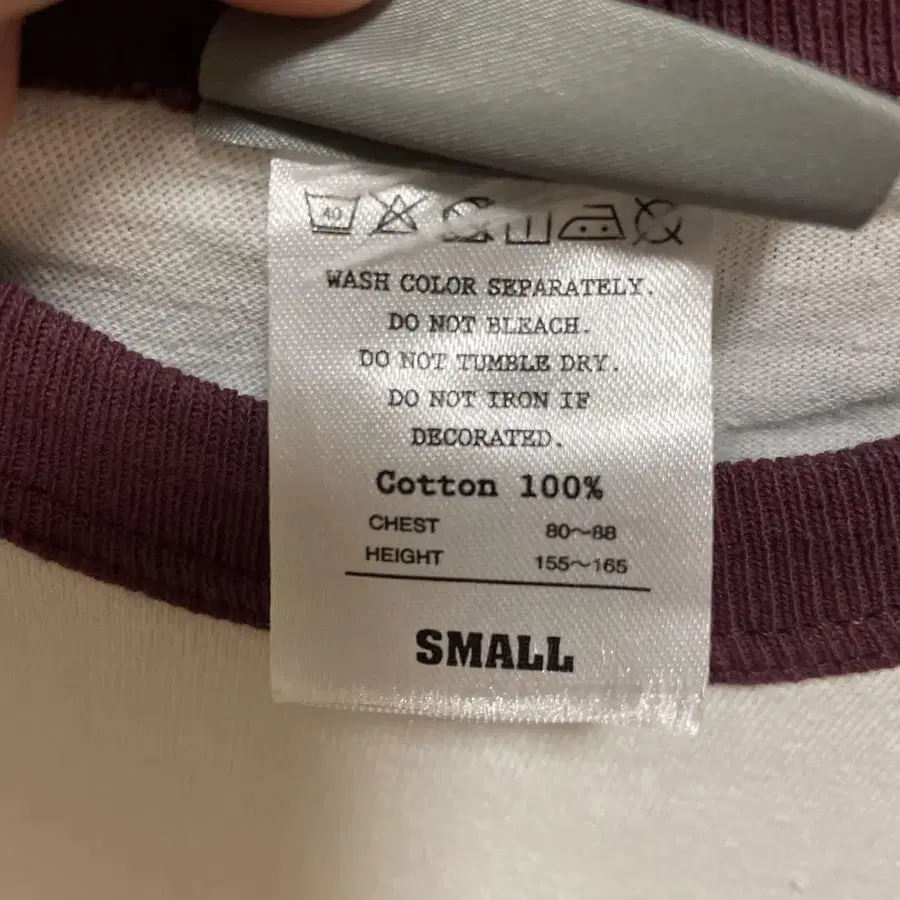 40
WASH COLOR SEPARATELY.
DO NOT BLEACH.
DO NOT TUMBLE DRY.
DO NOT IRON IF
DECORATED.
Cotton 100%
CHEST 80~88
HEIGHT 155~165
SMALL